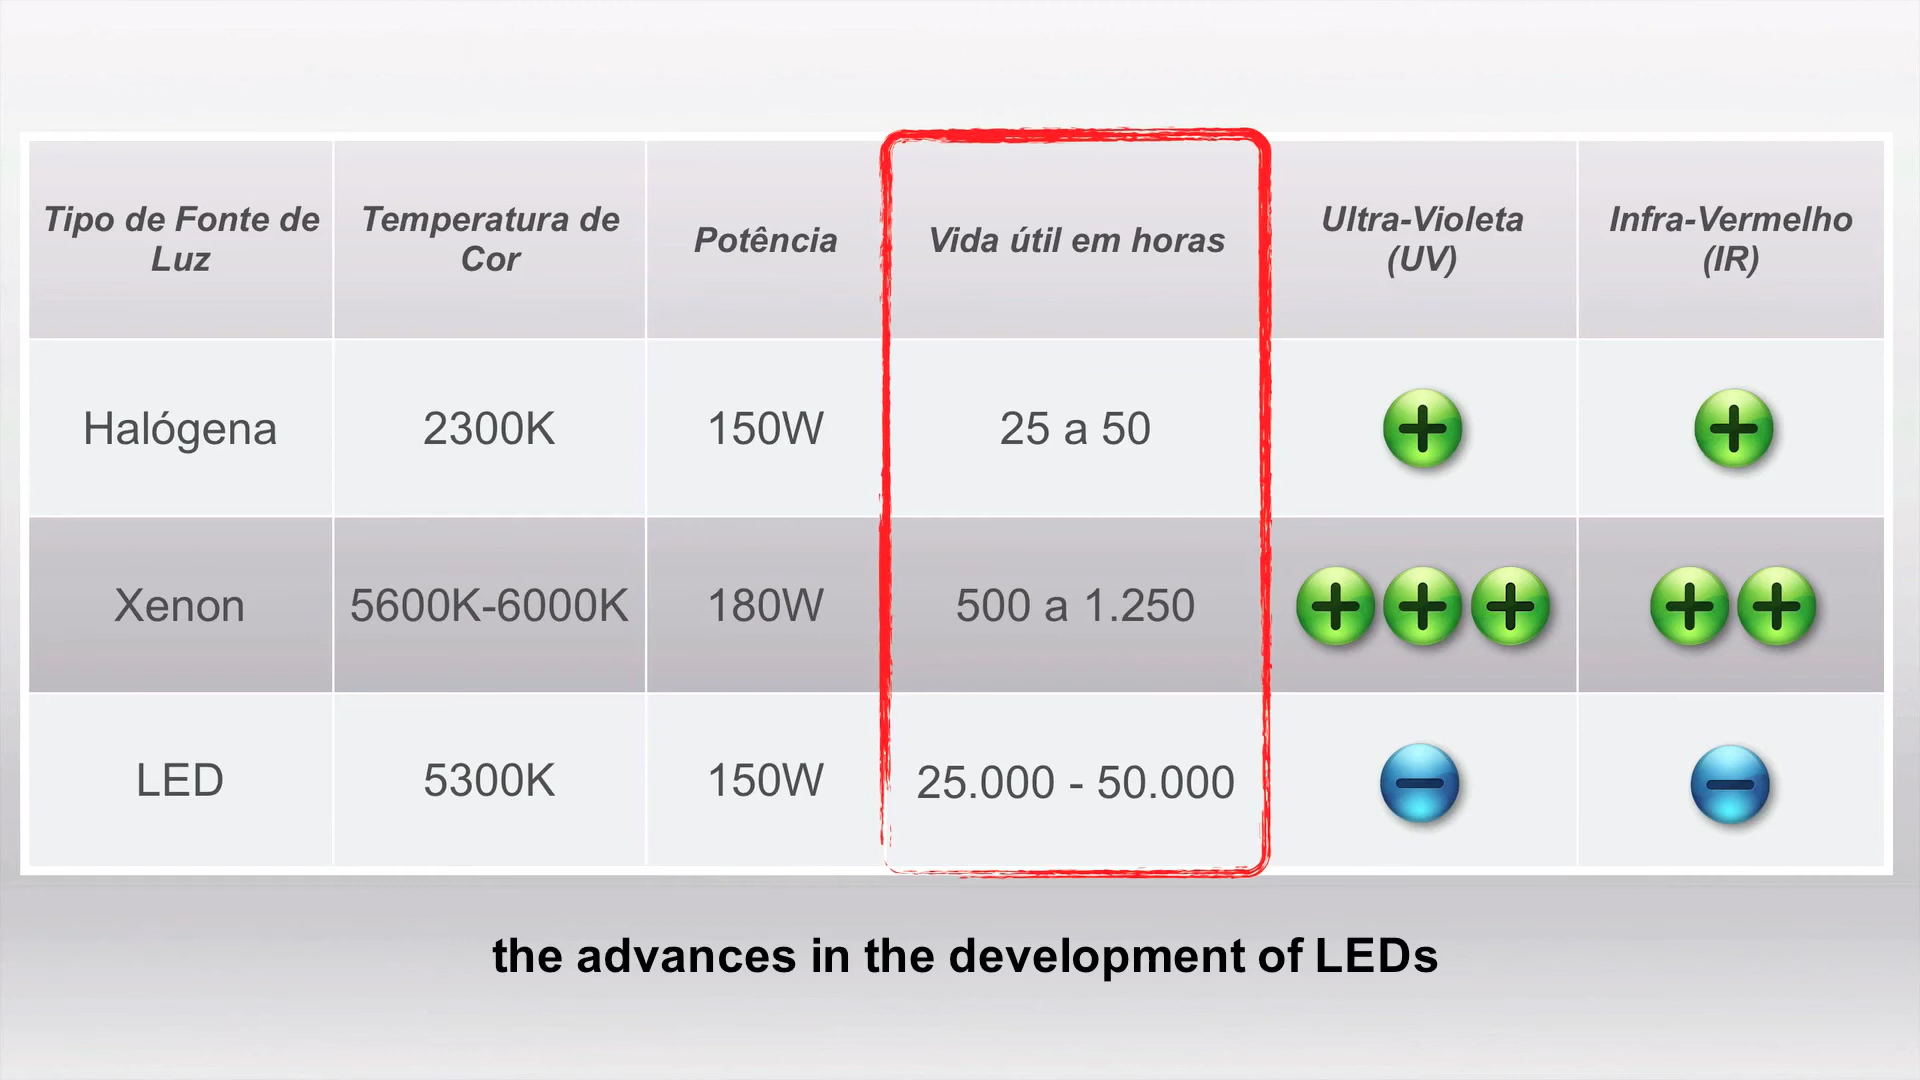 Tipo de Fonte de
Luz
Temperatura de
Cor
Potência
Vida útil em horas
Ultra-Violeta
(UV)
Infra-Vermelho
(IR)
Halógena
2300K
150W
25 a 50
Xenon
5600K-6000K
180W
500 a 1.250
LED
5300K
150W
25.000 - 50.000
the advances in the development of LEDs